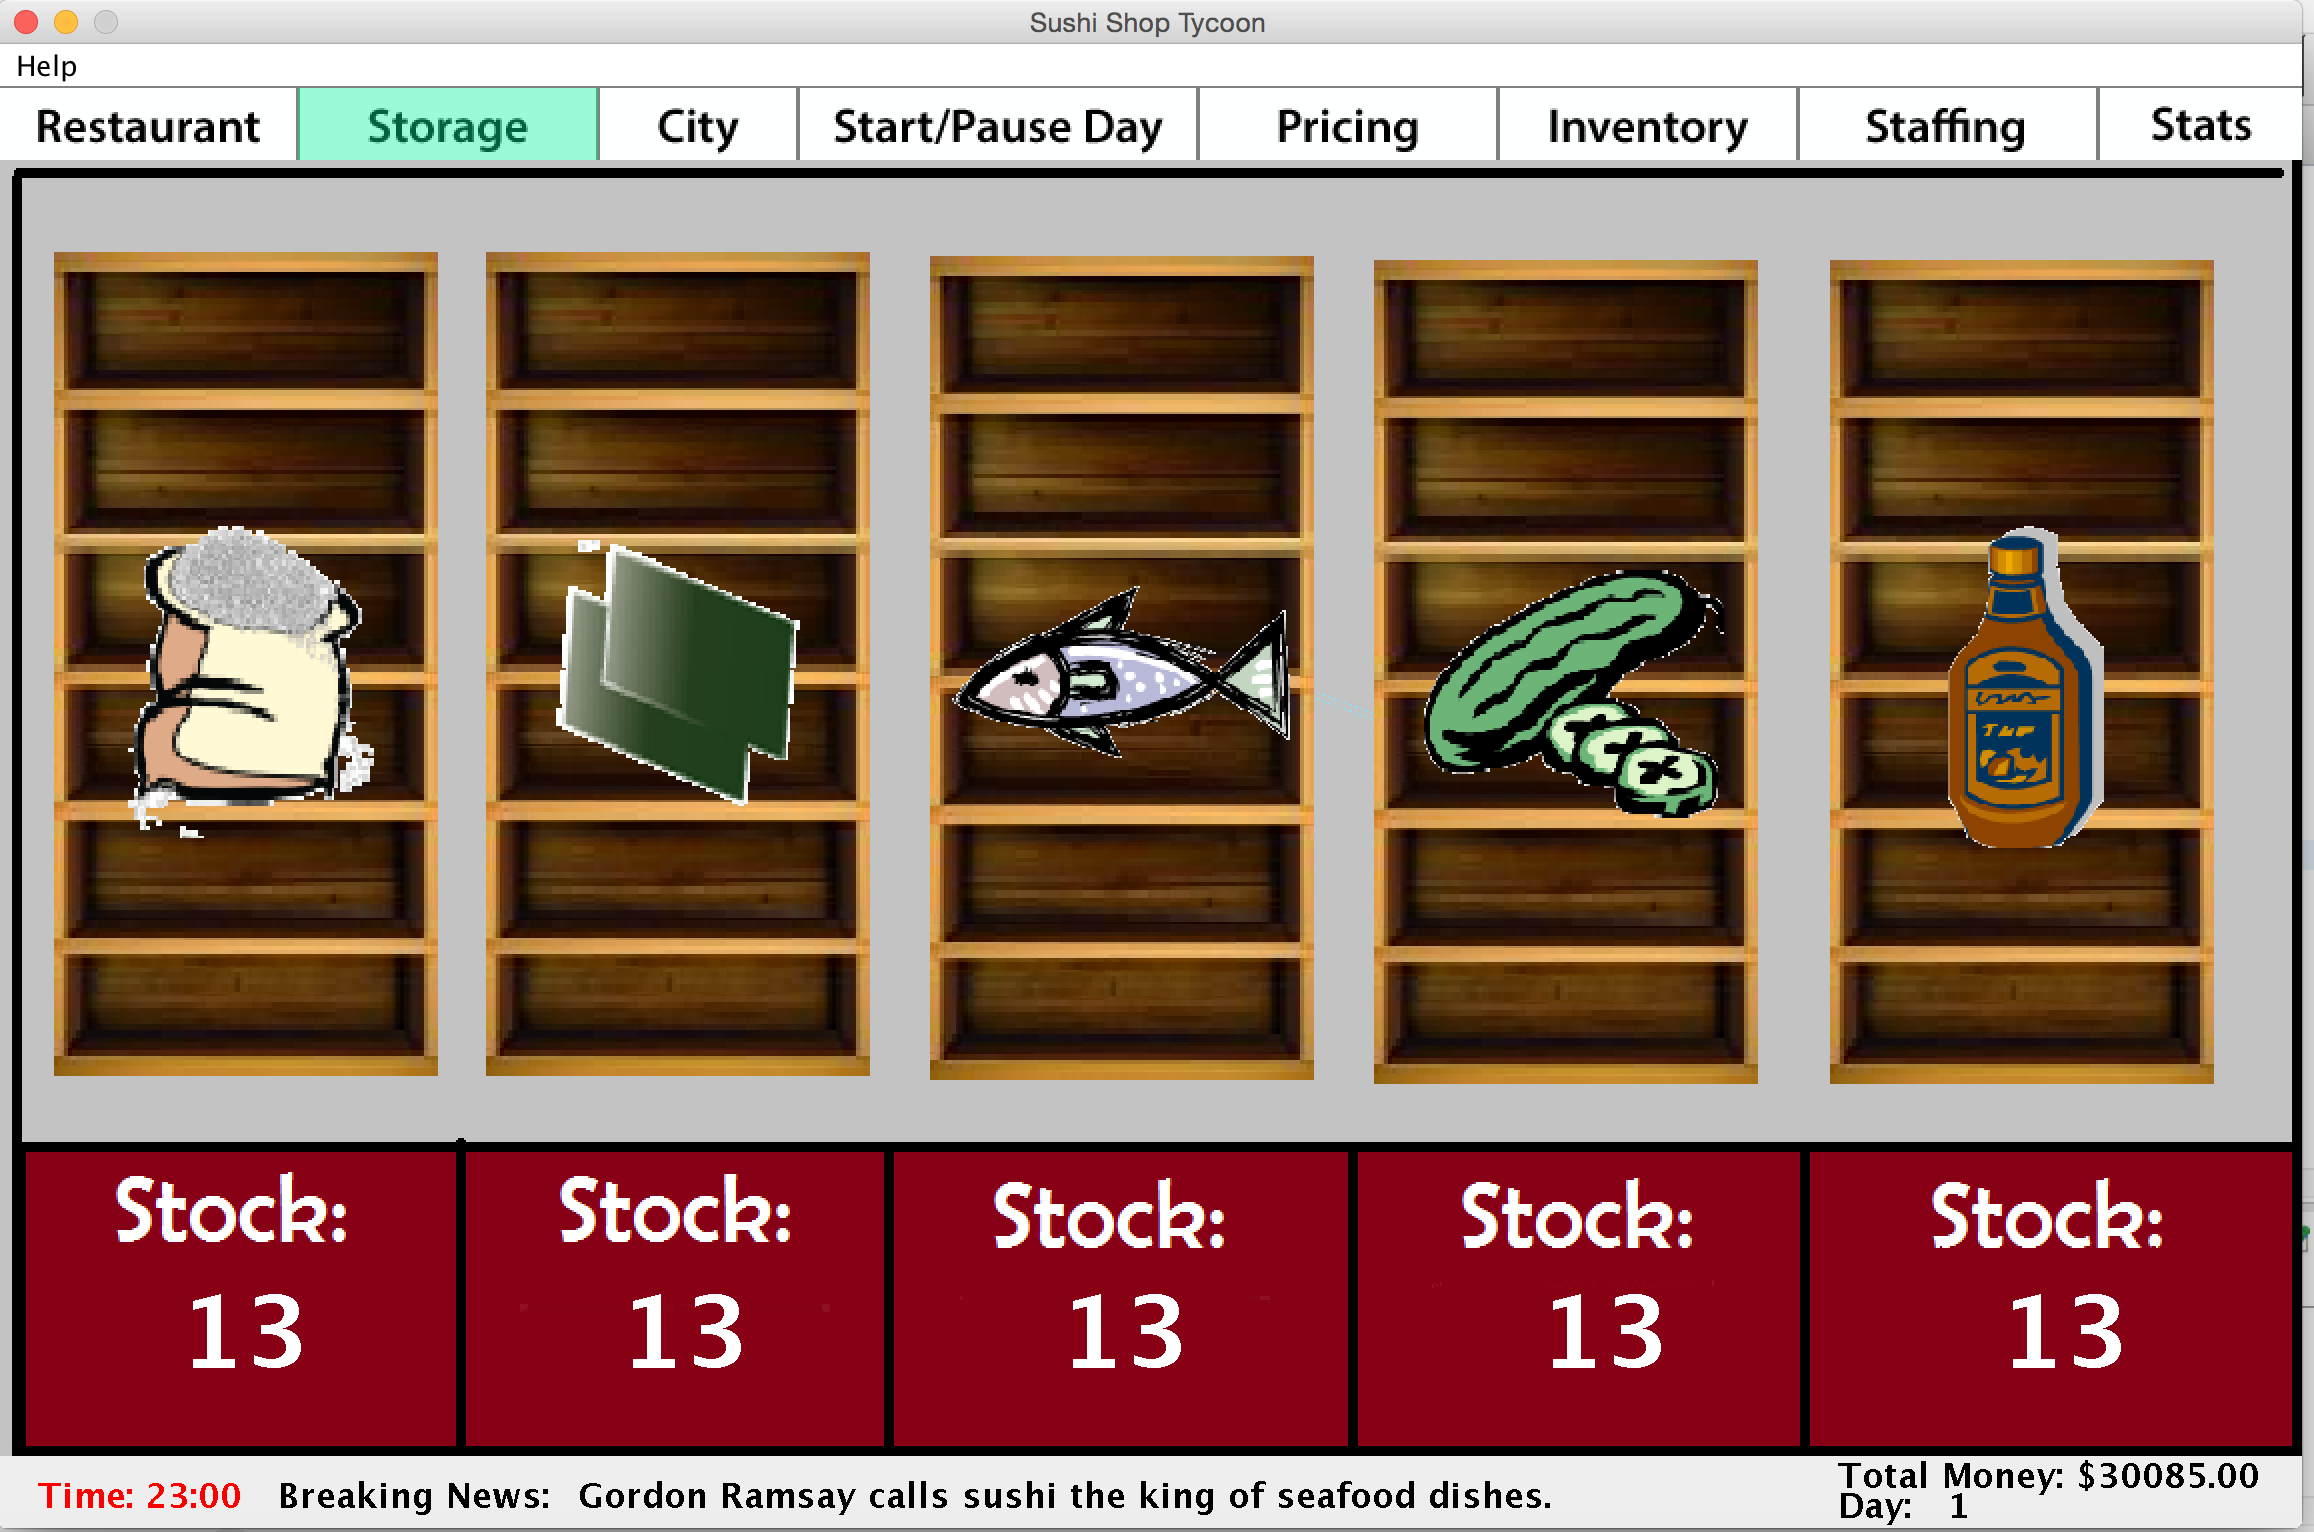 Sushi Shop Tycoon
Help
Restaurant Storage City Start/Pause Day Pricing Inventory Staffing Stats
Stock: Stock: Stock: Stock: Stock:
13 13 13 13 13
Time: 23:00 Breaking News: Gordon Ramsay calls sushi the king of seafood dishes.
Total Money: $30085.00
Day: 1